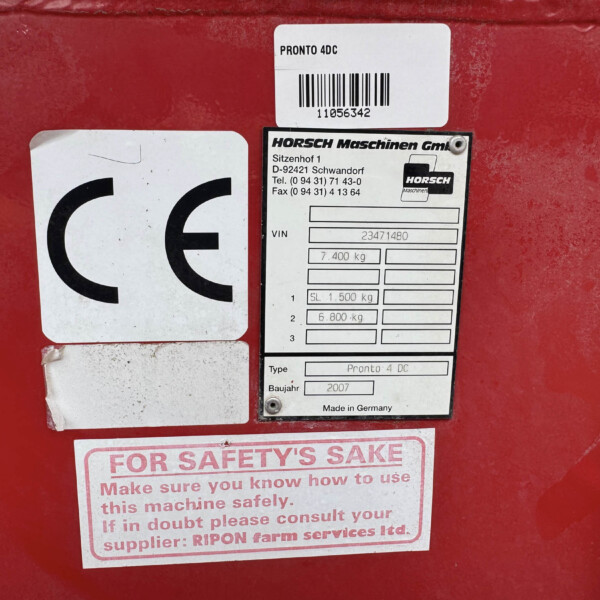 PRONTO 4DC
11056342
CE
HORSCH Maschinen
Sitzenhof 1
D-92421 Schwandorf
Tel. (0 94 31) 71 43-0
Fax (0 94 31) 4 13 64
HORSCH
Maschinen
VIN 23471480
7.400 kg
1 SL 1.500 kg
2 6.800 kg
3
Type Pronto 4 DC
Baujahr 2007
Made in Germany
FOR SAFETY'S SAKE
Make sure you know how to use
this machine safely.
If in doubt please consult your
supplier: RIPON farm services ltd.